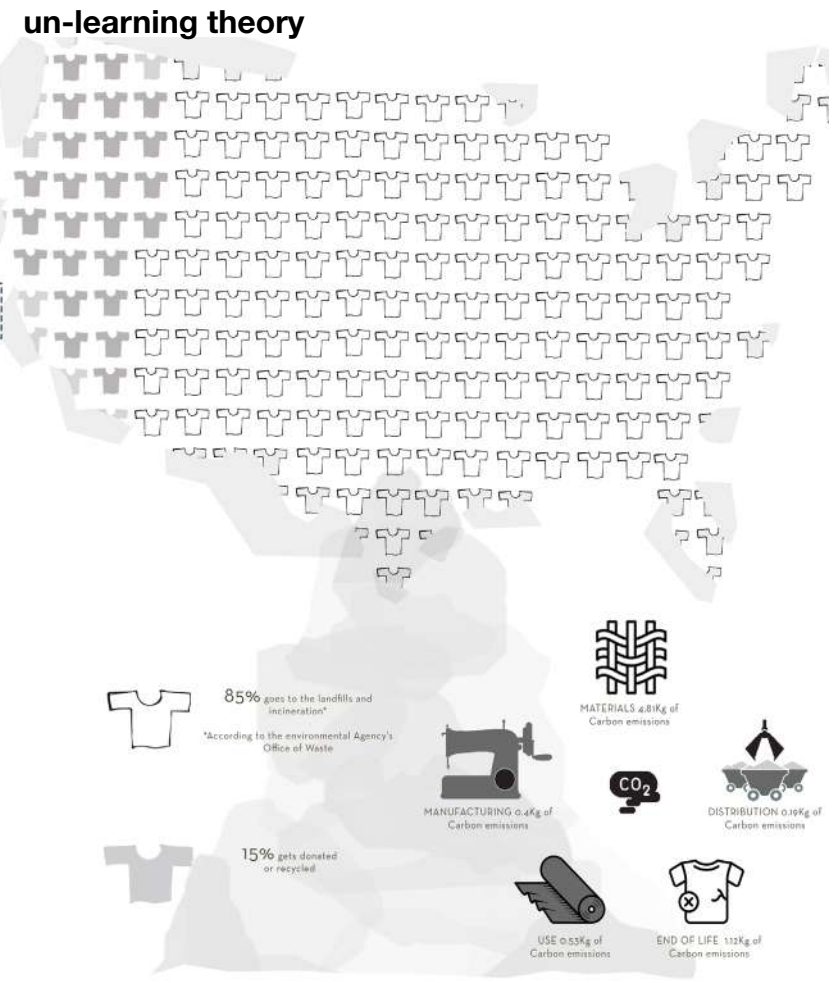 un-learning theory
85% goes to the landfills and
incineration*
*According to the environmental Agency's
Office of Waste
15% gets donated
or recycled
MATERIALS 4.81Kg of
Carbon emissions
MANUFACTURING 0.4Kg of
Carbon emissions
CO2
DISTRIBUTION 0.19Kg of
Carbon emissions
USE 0.53Kg of
Carbon emissions
END OF LIFE 1.12Kg of
Carbon emissions